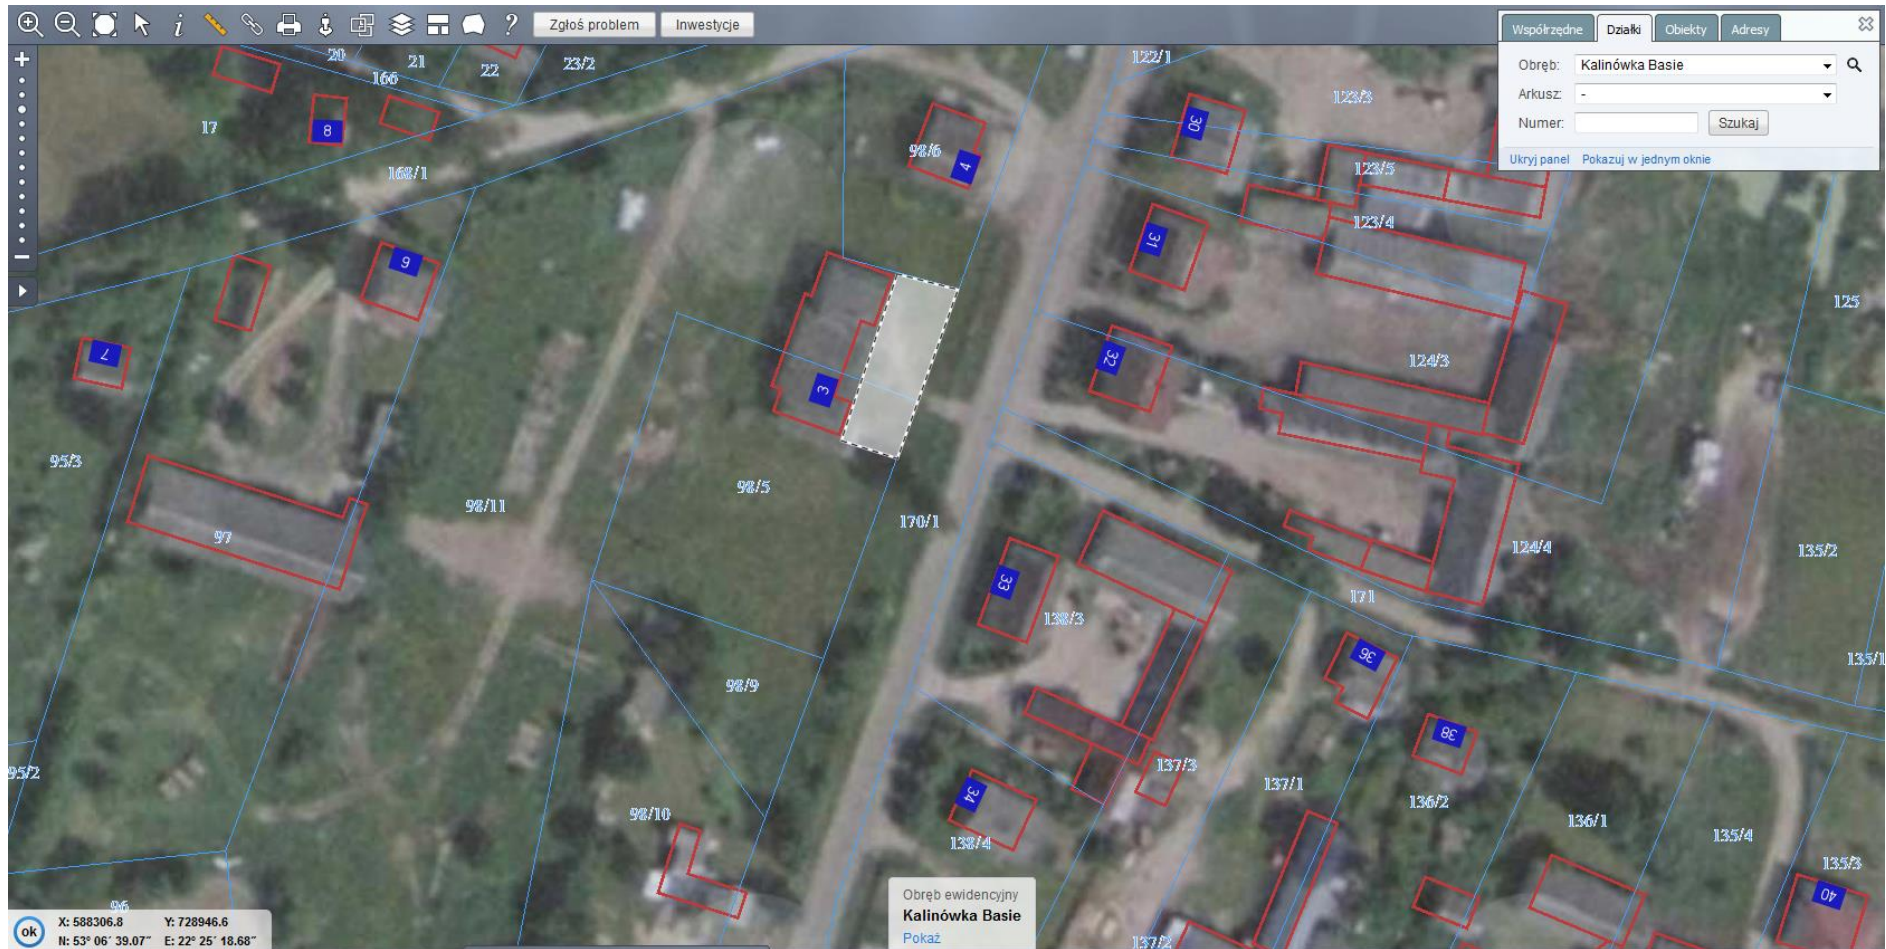 Zgłoś problem
Inwestycje
Współrzędne
Działki
Obiekty
Adresy
Obręb:
Kalinówka Basie
Arkusz:
-
Numer:
Szukaj
Ukryj panel
Pokazuj w jednym oknie
20
21
22
23/2
166
17
8
168/1
98/6
4
122/1
123/3
30
123/5
123/4
31
125
6
7
32
124/3
3
95/3
98/5
98/11
97
170/1
124/4
135/2
33
138/3
171
36
135/1
98/9
38
95/2
137/3
137/1
136/2
34
98/10
138/4
136/1
135/4
135/3
40
96
137/2
Obręb ewidencyjny
Kalinówka Basie
Pokaż
ok
X: 588306.8 Y: 728946.6
N: 53° 06′ 39.07″ E: 22° 25′ 18.68″